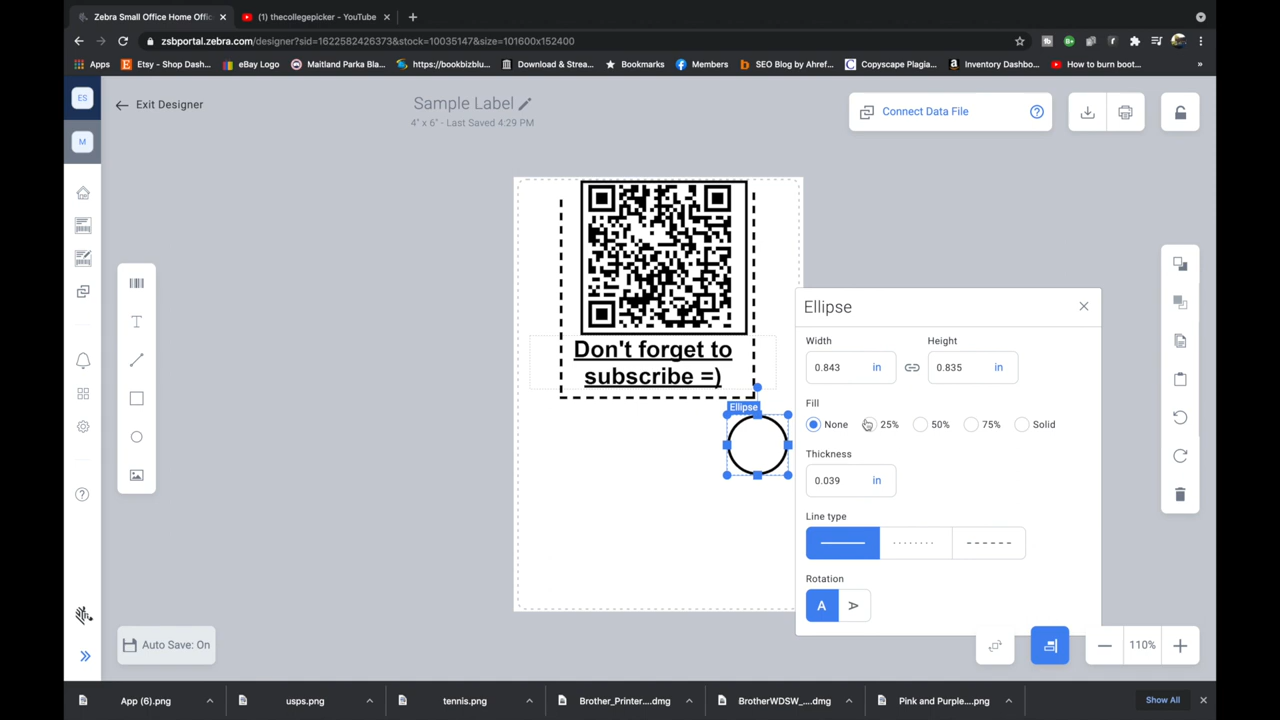 Zebra Small Office Home Offic
(1) thecollegepicker - YouTube
zsbportal.zebra.com/designer?sid=1622582426373&stock=10035147&size=101600x152400
Apps
Etsy - Shop Dash...
eBay Logo
Maitland Parka Bla...
https://bookbizblu...
Download & Strea...
Bookmarks
Members
SEO Blog by Ahref...
Copyscape Plagia...
Inventory Dashbo...
How to burn boot...
»
ES
Exit Designer
Sample Label
4" x 6" - Last Saved 4:29 PM
Connect Data File
M
Don't forget to
subscribe =)
Ellipse
Ellipse
Width
Height
0.843 in
0.835 in
Fill
None
25%
50%
75%
Solid
Thickness
0.039 in
Line type
Rotation
A
A
Auto Save: On
110%
App (6).png
usps.png
tennis.png
Brother_Printer....dmg
BrotherWDSW_....dmg
Pink and Purple....png
Show All